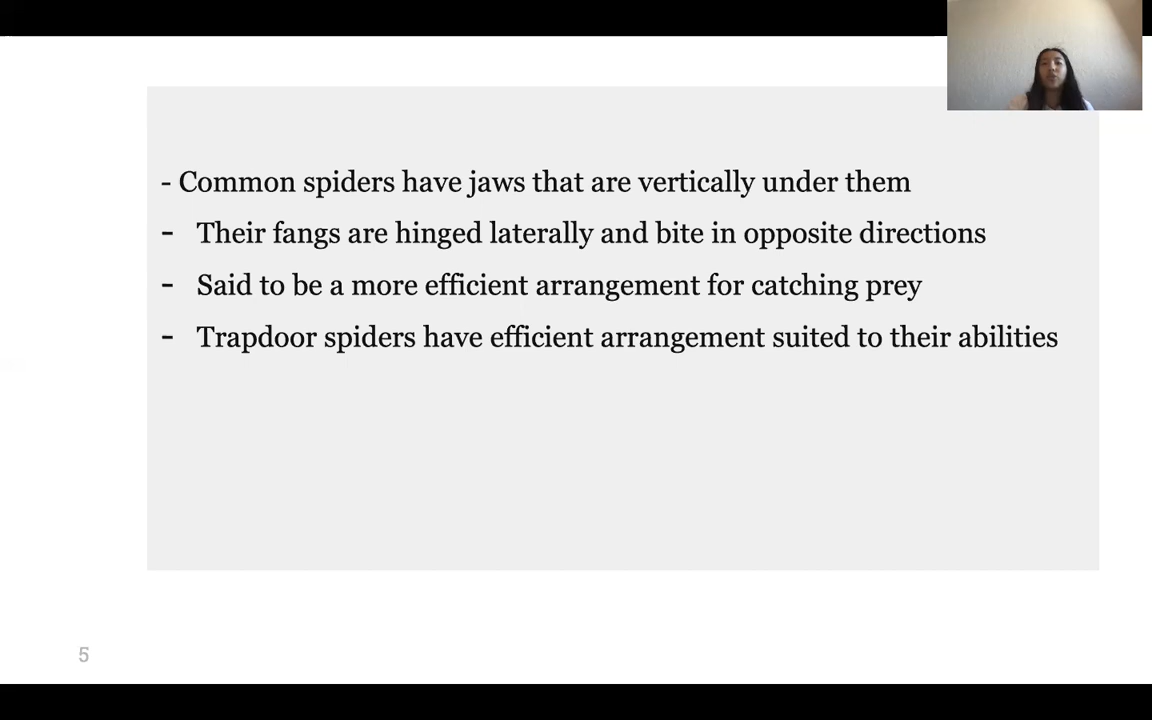 - Common spiders have jaws that are vertically under them
- Their fangs are hinged laterally and bite in opposite directions
- Said to be a more efficient arrangement for catching prey
- Trapdoor spiders have efficient arrangement suited to their abilities
5